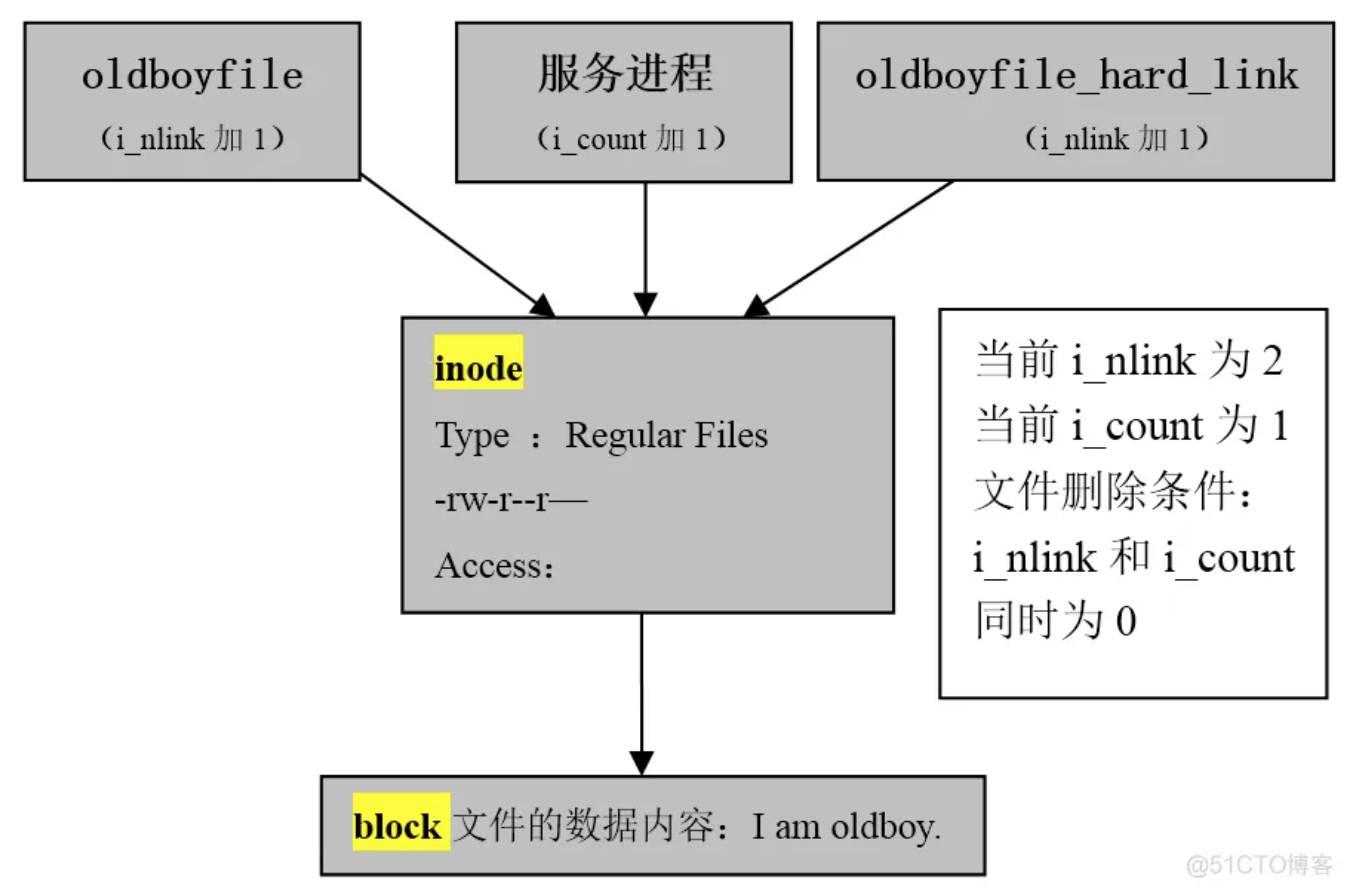 oldboyfile
（i_nlink 加 1）
服务进程
（i_count 加 1）
oldboyfile_hard_link
（i_nlink 加 1）
inode
Type ：Regular Files
-rw-r--r—
Access：
当前 i_nlink 为 2
当前 i_count 为 1
文件删除条件：
i_nlink 和 i_count
同时为 0
block 文件的数据内容：I am oldboy.
@51CTO博客